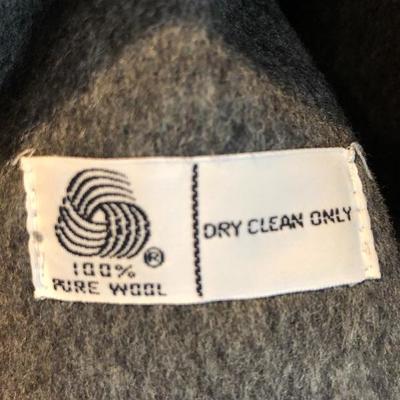 ®
100%
PURE WOOL
DRY CLEAN ONLY